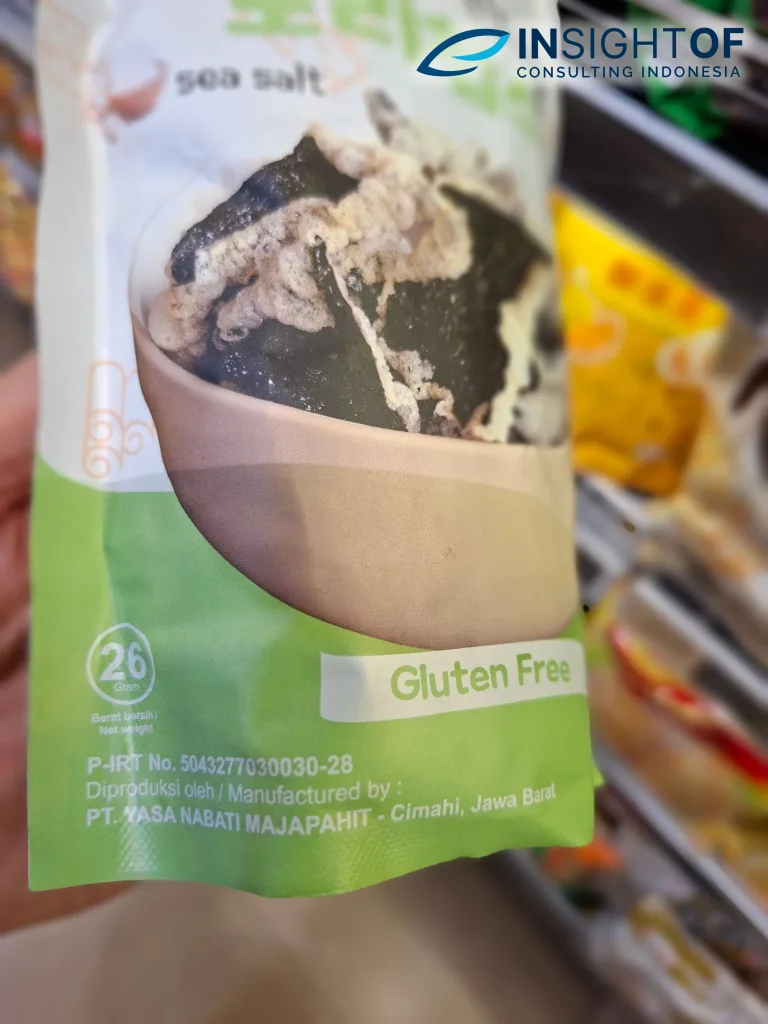 INSIGHTOF
CONSULTING INDONESIA
sea salt
26
Gram
Berat bersih /
Net weight
Gluten Free
P-IRT No. 5043277030030-28
Diproduksi oleh / Manufactured by :
PT. YASA NABATI MAJAPAHIT - Cimahi, Jawa Barat